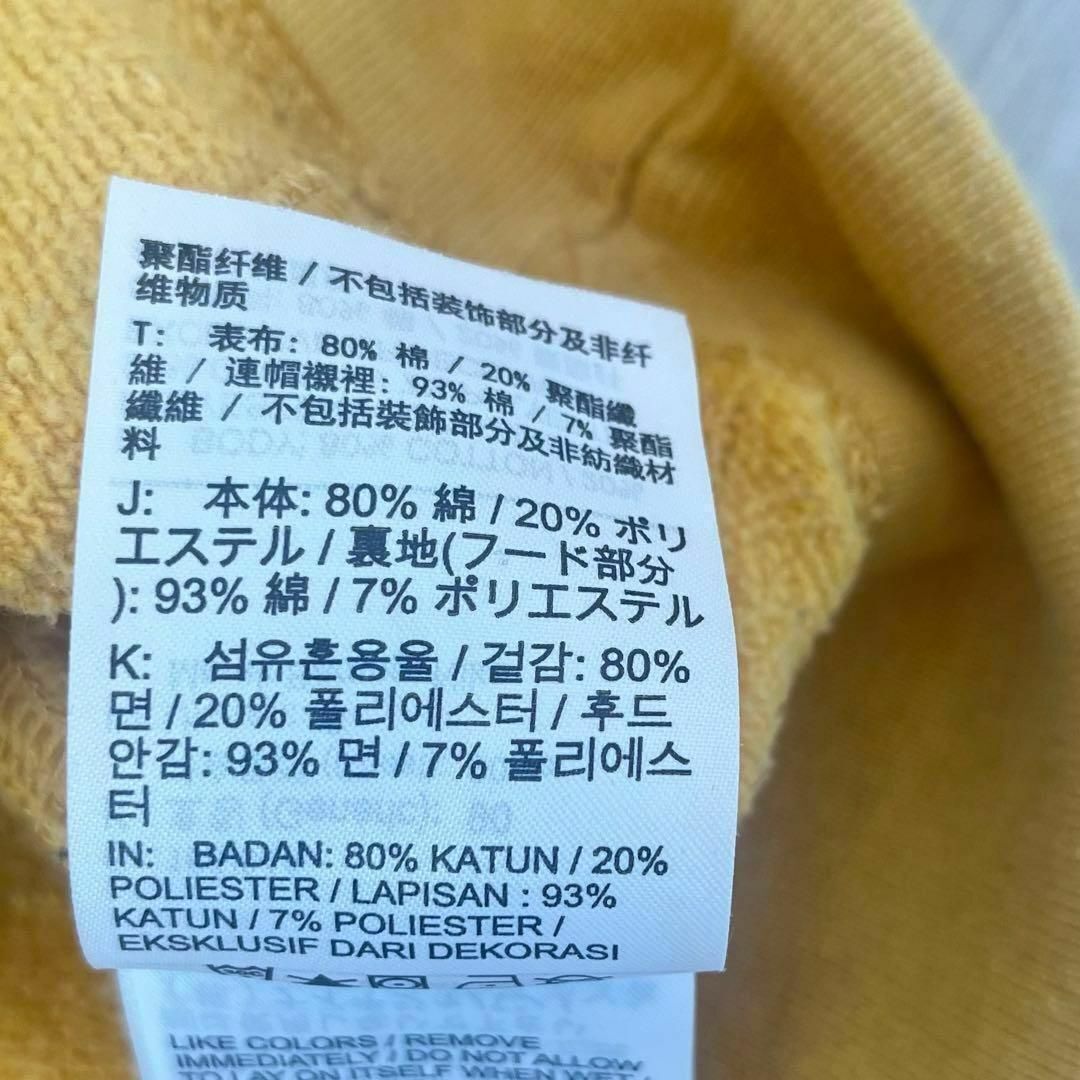 聚酯纤维 / 不包括装饰部分及非纤
维物质
T: 表布: 80% 棉 / 20% 聚酯纖
維 / 連帽襯裡: 93% 棉 / 7% 聚酯
纖維 / 不包括裝飾部分及非紡織材
料
J: 本体: 80% 綿 / 20% ポリ
エステル / 裏地(フード部分
): 93% 綿 / 7% ポリエステル
K: 섬유혼용율 / 겉감: 80%
면 / 20% 폴리에스터 / 후드
안감: 93% 면 / 7% 폴리에스
터
IN: BADAN: 80% KATUN / 20%
POLIESTER / LAPISAN : 93%
KATUN / 7% POLIESTER /
EKSKLUSIF DARI DEKORASI
LIKE COLORS / REMOVE
IMMEDIATELY / DO NOT ALLOW
TO LAY ON ITSELF WHEN WET /